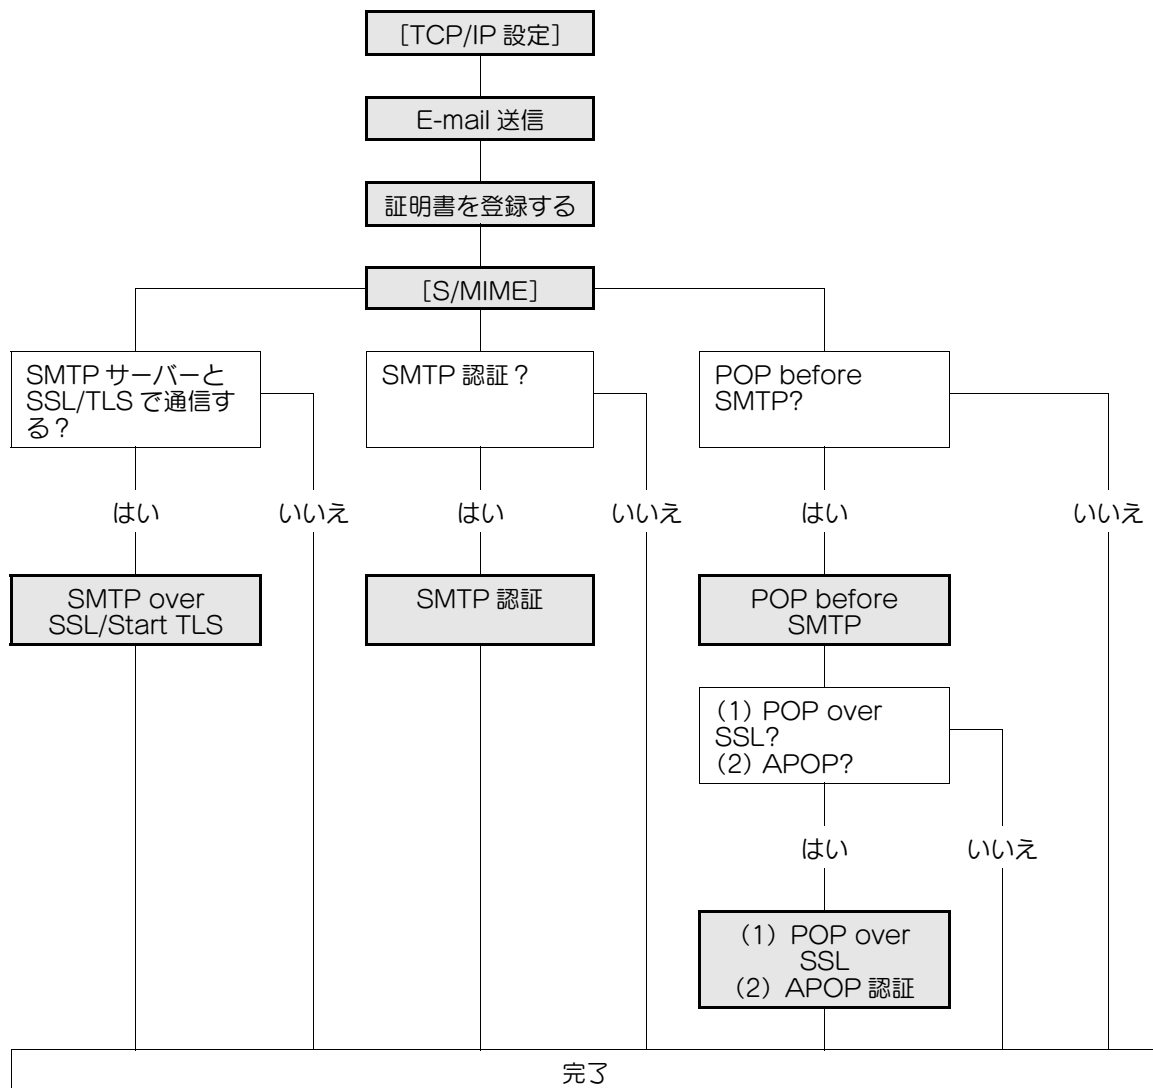 ［TCP/IP 設定］
E-mail 送信
証明書を登録する
［S/MIME］
SMTP サーバーと
SSL/TLS で通信す
る？
SMTP 認証？
POP before
SMTP?
はい
いいえ
はい
いいえ
はい
いいえ
SMTP over
SSL/Start TLS
SMTP 認証
POP before
SMTP
（1）POP over
SSL?
（2）APOP?
はい
いいえ
（1）POP over
SSL
（2）APOP 認証
完了